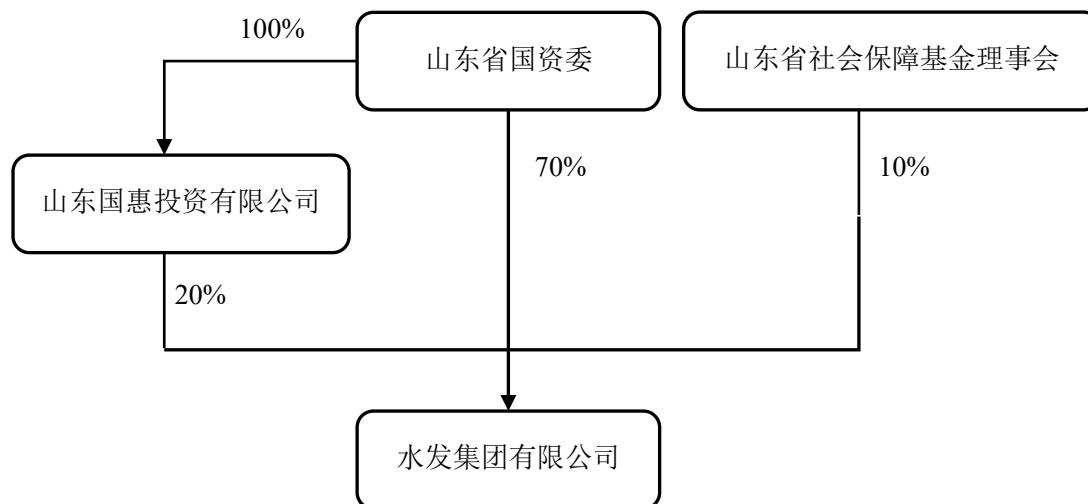 100%
山东省国资委
山东省社会保障基金理事会
山东国惠投资有限公司
70%
10%
20%
水发集团有限公司